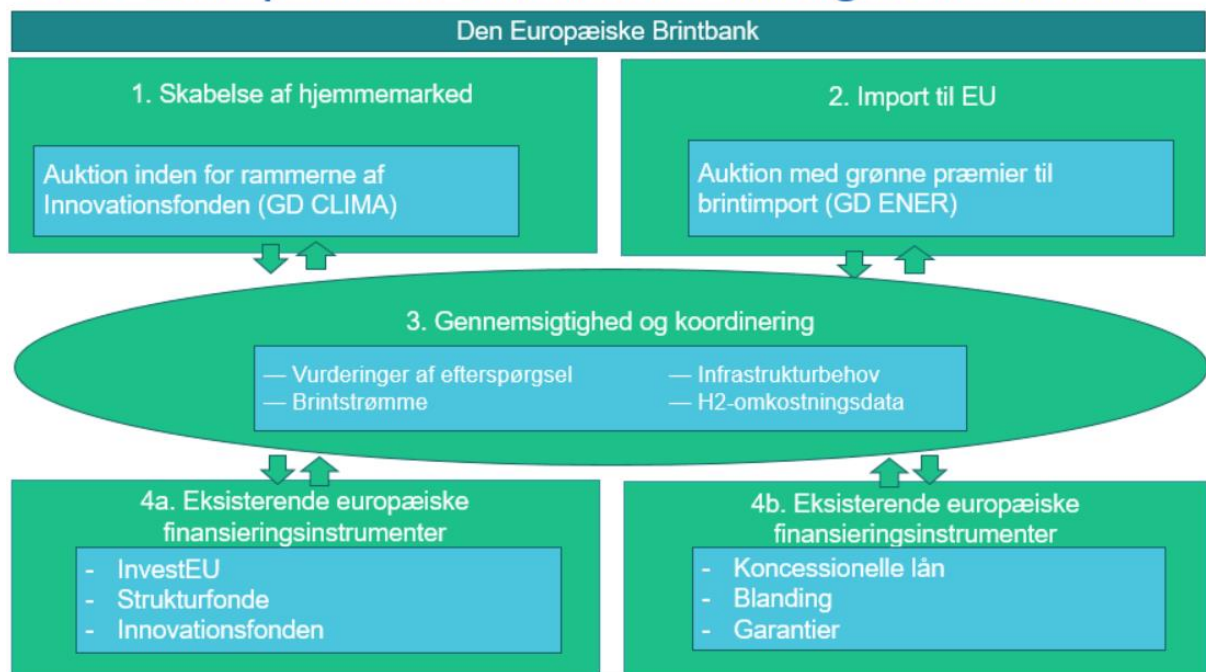 Den Europæiske Brintbank
1. Skabelse af hjemmemarked
Auktion inden for rammerne af
Innovationsfonden (GD CLIMA)
2. Import til EU
Auktion med grønne præmier til
brintimport (GD ENER)
3. Gennemsigtighed og koordinering
— Vurderinger af efterspørgsel
— Brintstrømme
— Infrastrukturbehov
— H2-omkostningsdata
4a. Eksisterende europæiske
finansieringsinstrumenter
- InvestEU
- Strukturfonde
- Innovationsfonden
4b. Eksisterende europæiske
finansieringsinstrumenter
- Koncessionelle lån
- Blanding
- Garantier